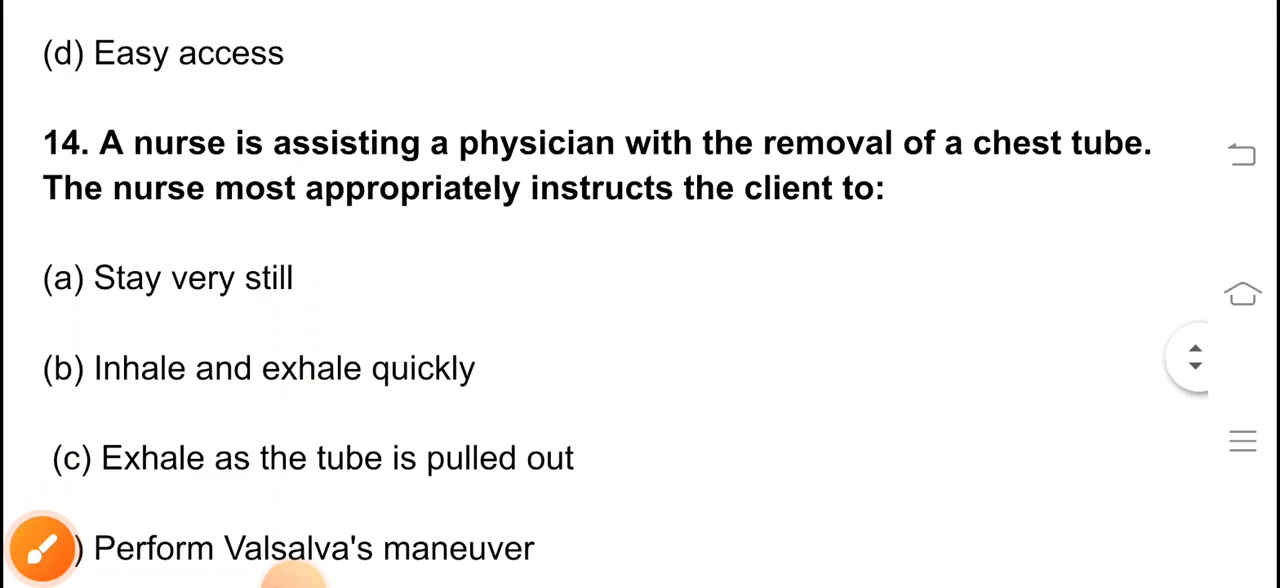 (d) Easy access
14. A nurse is assisting a physician with the removal of a chest tube.
The nurse most appropriately instructs the client to:
(a) Stay very still
(b) Inhale and exhale quickly
(c) Exhale as the tube is pulled out
) Perform Valsalva's maneuver